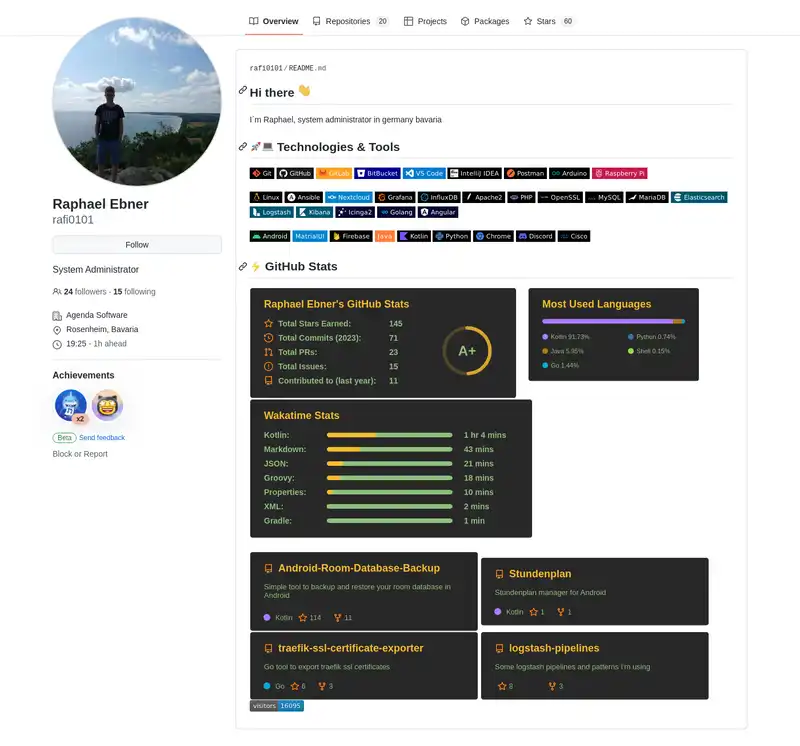 Overview Repositories 20 Projects Packages Stars 60
Raphael Ebner
rafi0101
Follow
System Administrator
24 followers · 15 following
Agenda Software
Rosenheim, Bavaria
19:25 - 1h ahead
Achievements
x2
Beta Send feedback
Block or Report
rafi0101/README.md
Hi there 👋
I´m Raphael, system administrator in germany bavaria
🚀💻 Technologies & Tools
Git GitHub GitLab BitBucket VS Code IntelliJ IDEA Postman Arduino Raspberry Pi
Linux Ansible Nextcloud Grafana InfluxDB Apache2 PHP OpenSSL MySQL MariaDB Elasticsearch
Logstash Kibana Icinga2 Golang Angular
Android MatrialUI Firebase Java Kotlin Python Chrome Discord Cisco
⚡ GitHub Stats
Raphael Ebner's GitHub Stats
Total Stars Earned: 145
Total Commits (2023): 71
Total PRs: 23
Total Issues: 15
Contributed to (last year): 11
A+
Most Used Languages
Kotlin 91.73% Python 0.74%
Java 5.95% Shell 0.15%
Go 1.44%
Wakatime Stats
Kotlin: 1 hr 4 mins
Markdown: 43 mins
JSON: 21 mins
Groovy: 18 mins
Properties: 10 mins
XML: 2 mins
Gradle: 1 min
Android-Room-Database-Backup
Simple tool to backup and restore your room database in
Android
Kotlin 114 11
Stundenplan
Stundenplan manager for Android
Kotlin 1 1
traefik-ssl-certificate-exporter
Go tool to export traefik ssl certificates
Go 6 3
logstash-pipelines
Some logstash pipelines and patterns I'm using
8 3
visitors 16095